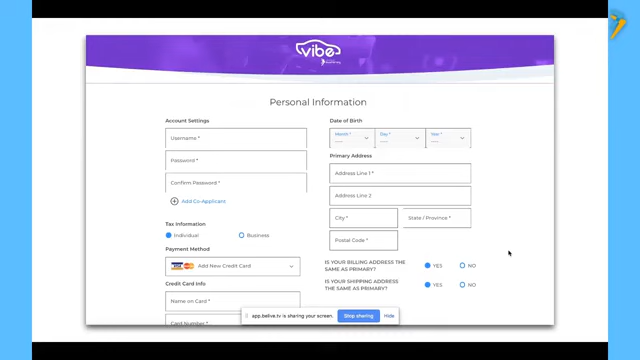 vibe
Personal Information
Account Settings
Username *
Password *
Confirm Password *
Add Co-Applicant
Tax Information
Individual
Business
Payment Method
VISA
Add New Credit Card
Credit Card Info
Name on Card *
Card Number *
Date of Birth
Month *
Day *
Year *
Primary Address
Address Line 1 *
Address Line 2
City *
State / Province *
Postal Code *
IS YOUR BILLING ADDRESS THE
SAME AS PRIMARY?
YES
NO
IS YOUR SHIPPING ADDRESS
THE SAME AS PRIMARY?
YES
NO
app.belive.tv is sharing your screen.
Stop sharing
Hide